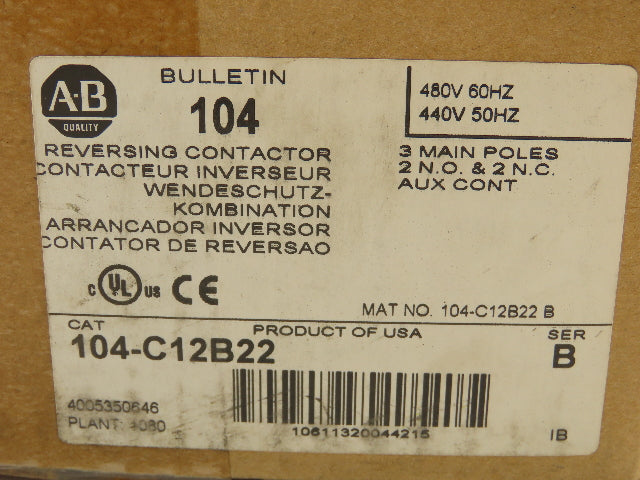 A-B
QUALITY
BULLETIN
104
480V 60HZ
440V 50HZ
REVERSING CONTACTOR
CONTACTEUR INVERSEUR
WENDESCHUTZ-
KOMBINATION
ARRANCADOR INVERSOR
CONTATOR DE REVERSAO
3 MAIN POLES
2 N.O. & 2 N.C.
AUX CONT
C UL US CE
MAT NO. 104-C12B22 B
CAT
PRODUCT OF USA
SER
104-C12B22
B
4005350646
PLANT: 4080
10611320044215
IB